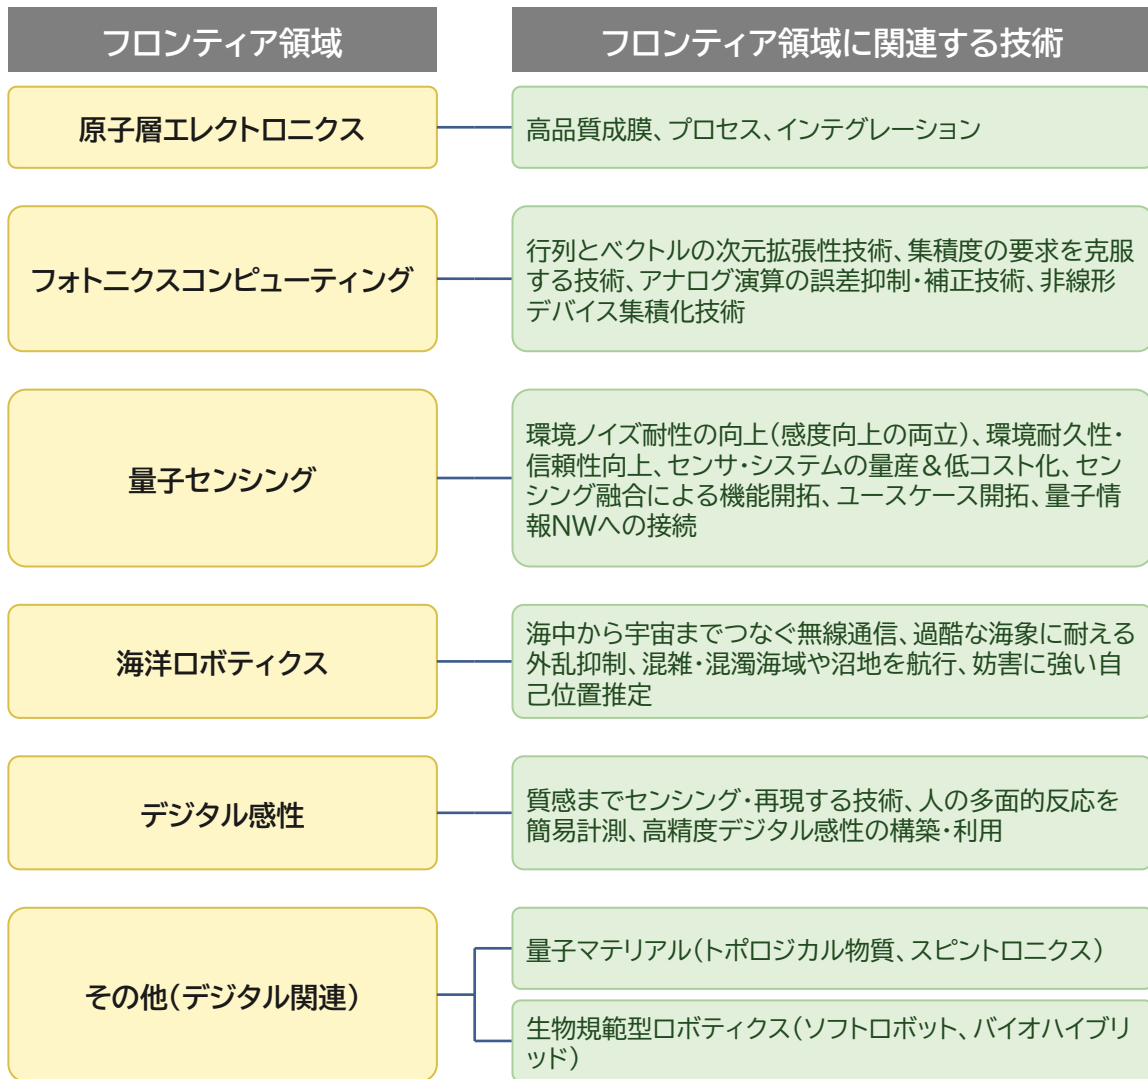 フロンティア領域
フロンティア領域に関連する技術
原子層エレクトロニクス
高品質成膜、プロセス、インテグレーション
フォトニクスコンピューティング
行列とベクトルの次元拡張性技術、集積度の要求を克服
する技術、アナログ演算の誤差抑制・補正技術、非線形
デバイス集積化技術
量子センシング
環境ノイズ耐性の向上(感度向上の両立)、環境耐久性・
信頼性向上、センサ・システムの量産＆低コスト化、セン
シング融合による機能開拓、ユースケース開拓、量子情
報NWへの接続
海洋ロボティクス
海中から宇宙までつなぐ無線通信、過酷な海象に耐える
外乱抑制、混雑・混濁海域や沼地を航行、妨害に強い自
己位置推定
デジタル感性
質感までセンシング・再現する技術、人の多面的反応を
簡易計測、高精度デジタル感性の構築・利用
その他(デジタル関連)
量子マテリアル(トポロジカル物質、スピントロニクス)
生物規範型ロボティクス(ソフトロボット、バイオハイブリ
ッド)